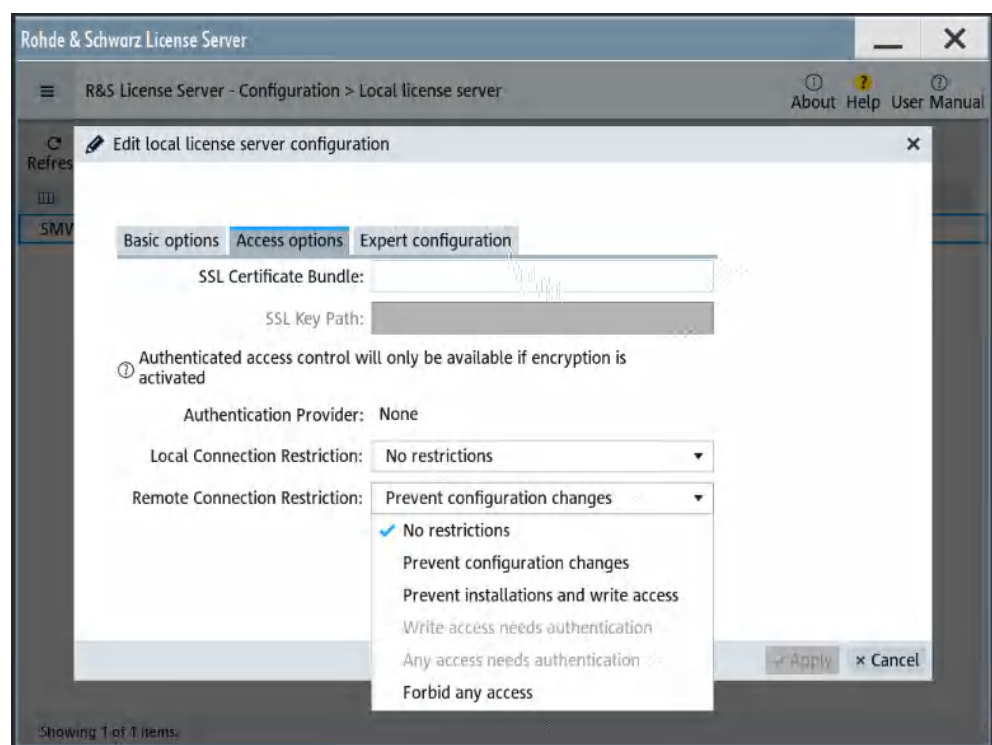 Rohde & Schwarz License Server
R&S License Server - Configuration > Local license server
About Help User Manual
Refres
Edit local license server configuration
SMW
Basic options Access options Expert configuration
SSL Certificate Bundle:
SSL Key Path:
Authenticated access control will only be available if encryption is
activated
Authentication Provider: None
Local Connection Restriction: No restrictions
Remote Connection Restriction: Prevent configuration changes
No restrictions
Prevent configuration changes
Prevent installations and write access
Write access needs authentication
Any access needs authentication
Forbid any access
Apply × Cancel
Showing 1 of 1 items.